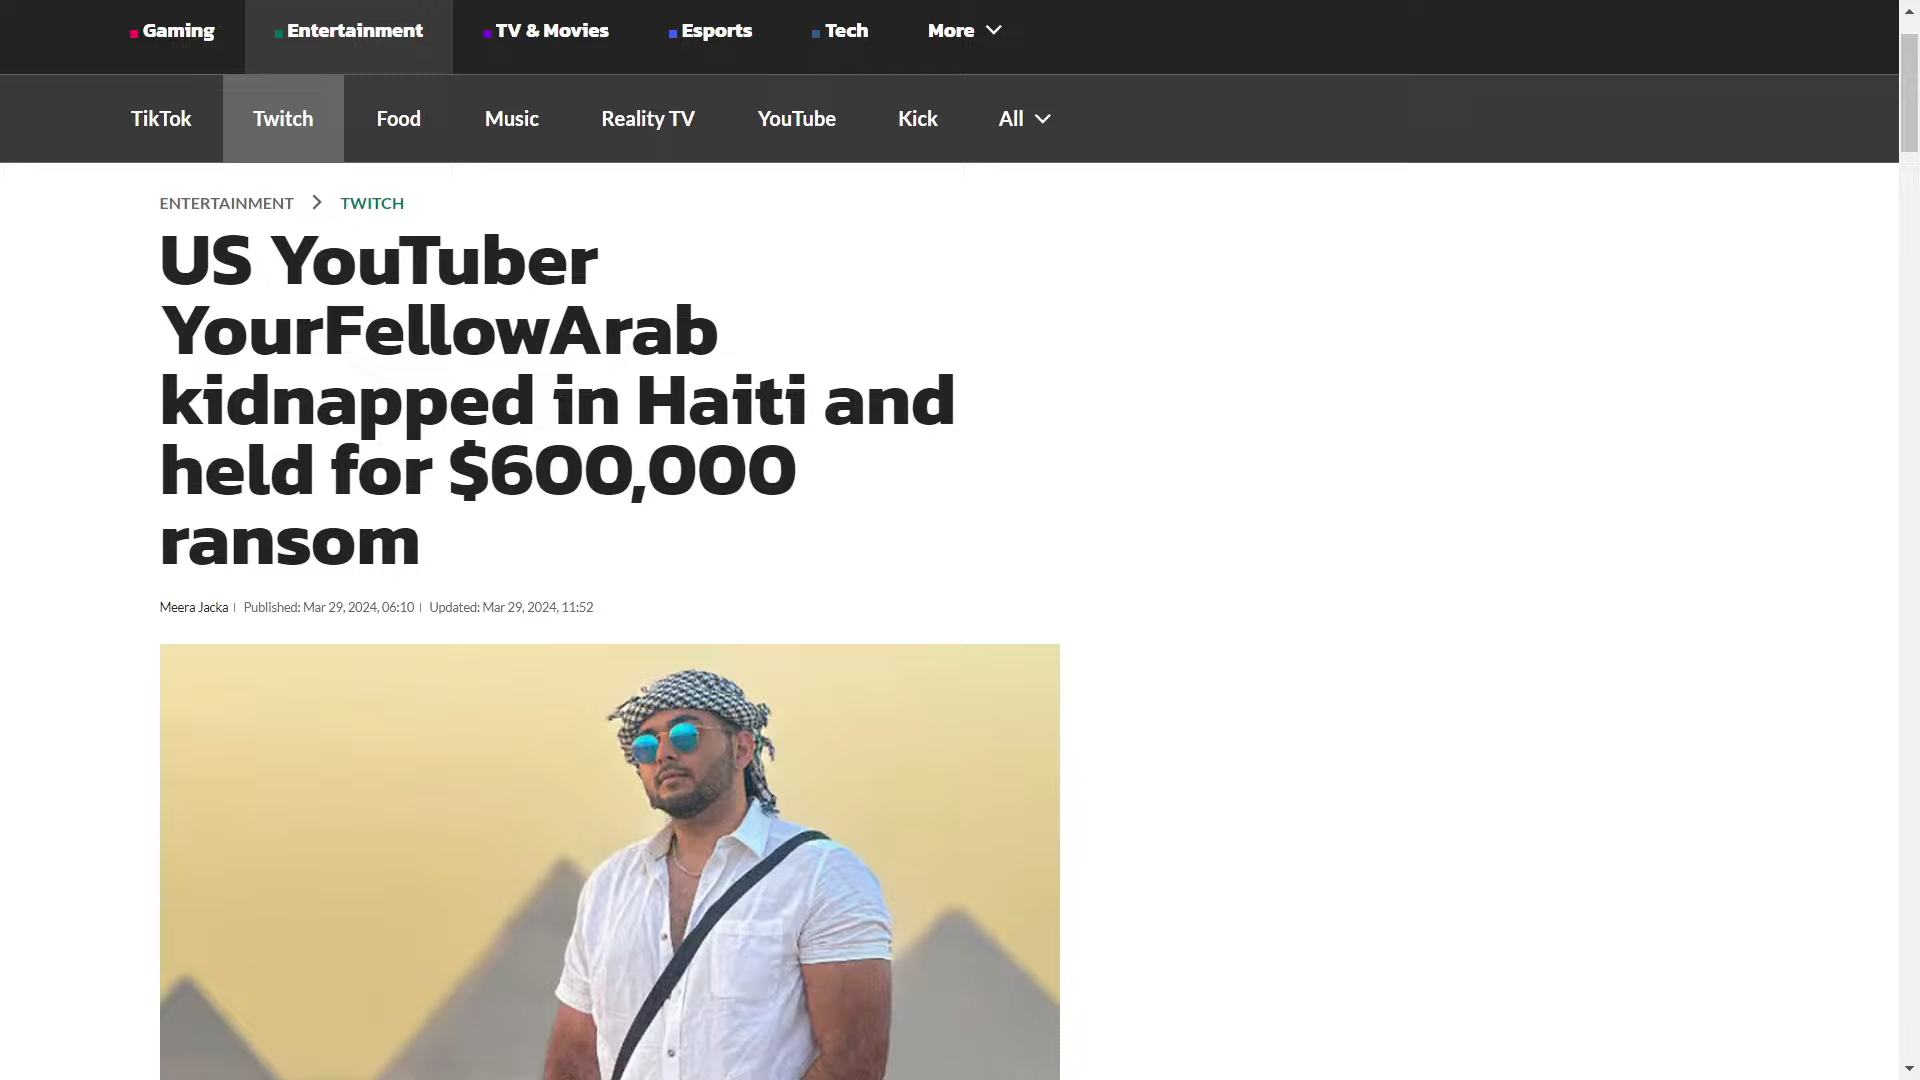 Gaming
Entertainment
TV & Movies
Esports
Tech
More
TikTok
Twitch
Food
Music
Reality TV
YouTube
Kick
All
ENTERTAINMENT > TWITCH
US YouTuber
YourFellowArab
kidnapped in Haiti and
held for $600,000
ransom
Meera Jacka | Published: Mar 29, 2024, 06:10 | Updated: Mar 29, 2024, 11:52